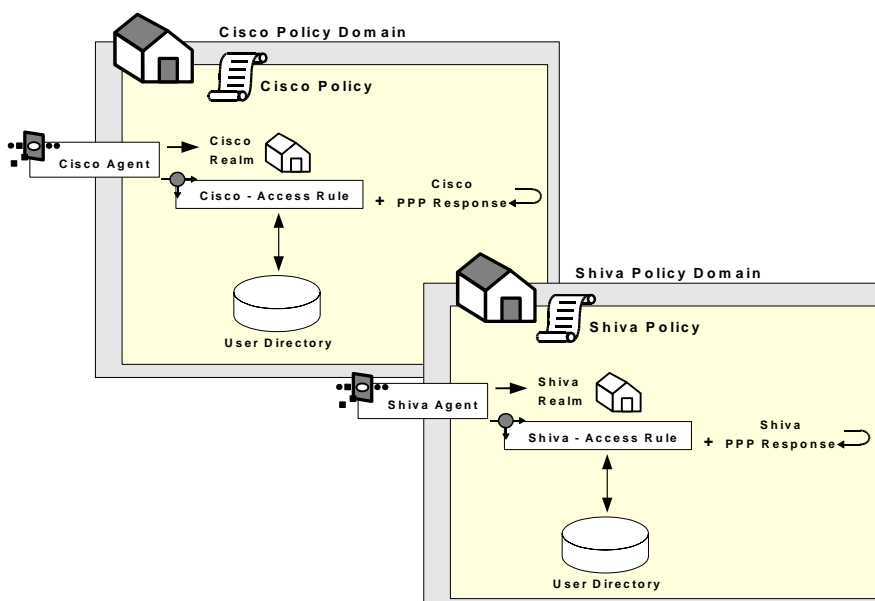 Cisco Policy Domain
Cisco Policy
Cisco
Realm
Cisco Agent
Cisco - Access Rule
+
Cisco
PPP Response
User Directory
Shiva Policy Domain
Shiva Policy
Shiva
Realm
Shiva Agent
Shiva - Access Rule
+
Shiva
PPP Response
User Directory